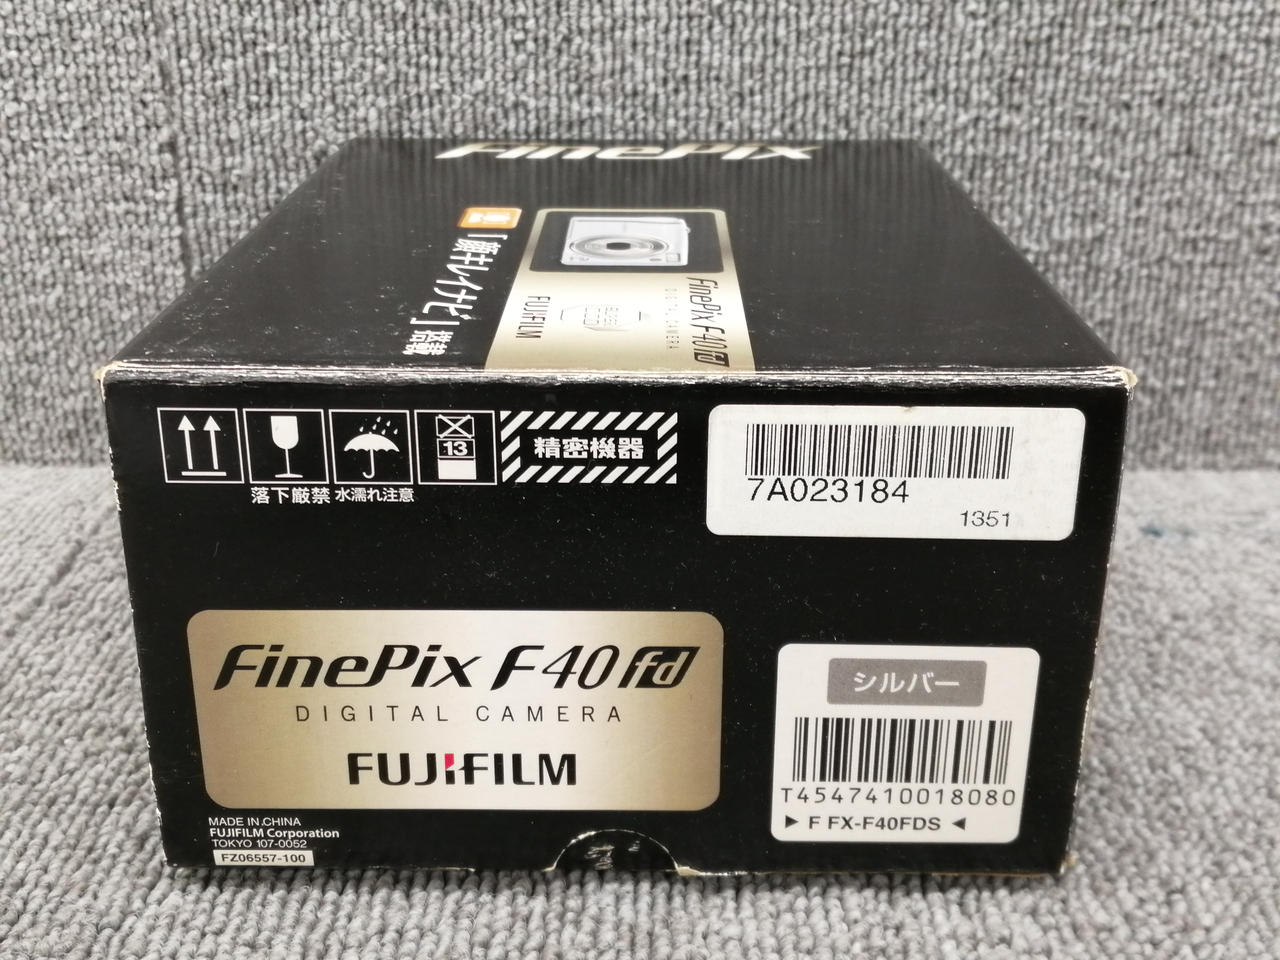 FinePix
「顔キレイナビ」搭載
FinePix F40fd
DIGITAL CAMERA
FUJIFILM
13
精密機器
落下厳禁
水濡れ注意
7A023184
1351
FinePix F40fd
DIGITAL CAMERA
FUJIFILM
シルバー
T4547410018080
▶ F FX-F40FDS ◀
MADE IN CHINA
FUJIFILM Corporation
TOKYO 107-0052
FZ06557-100